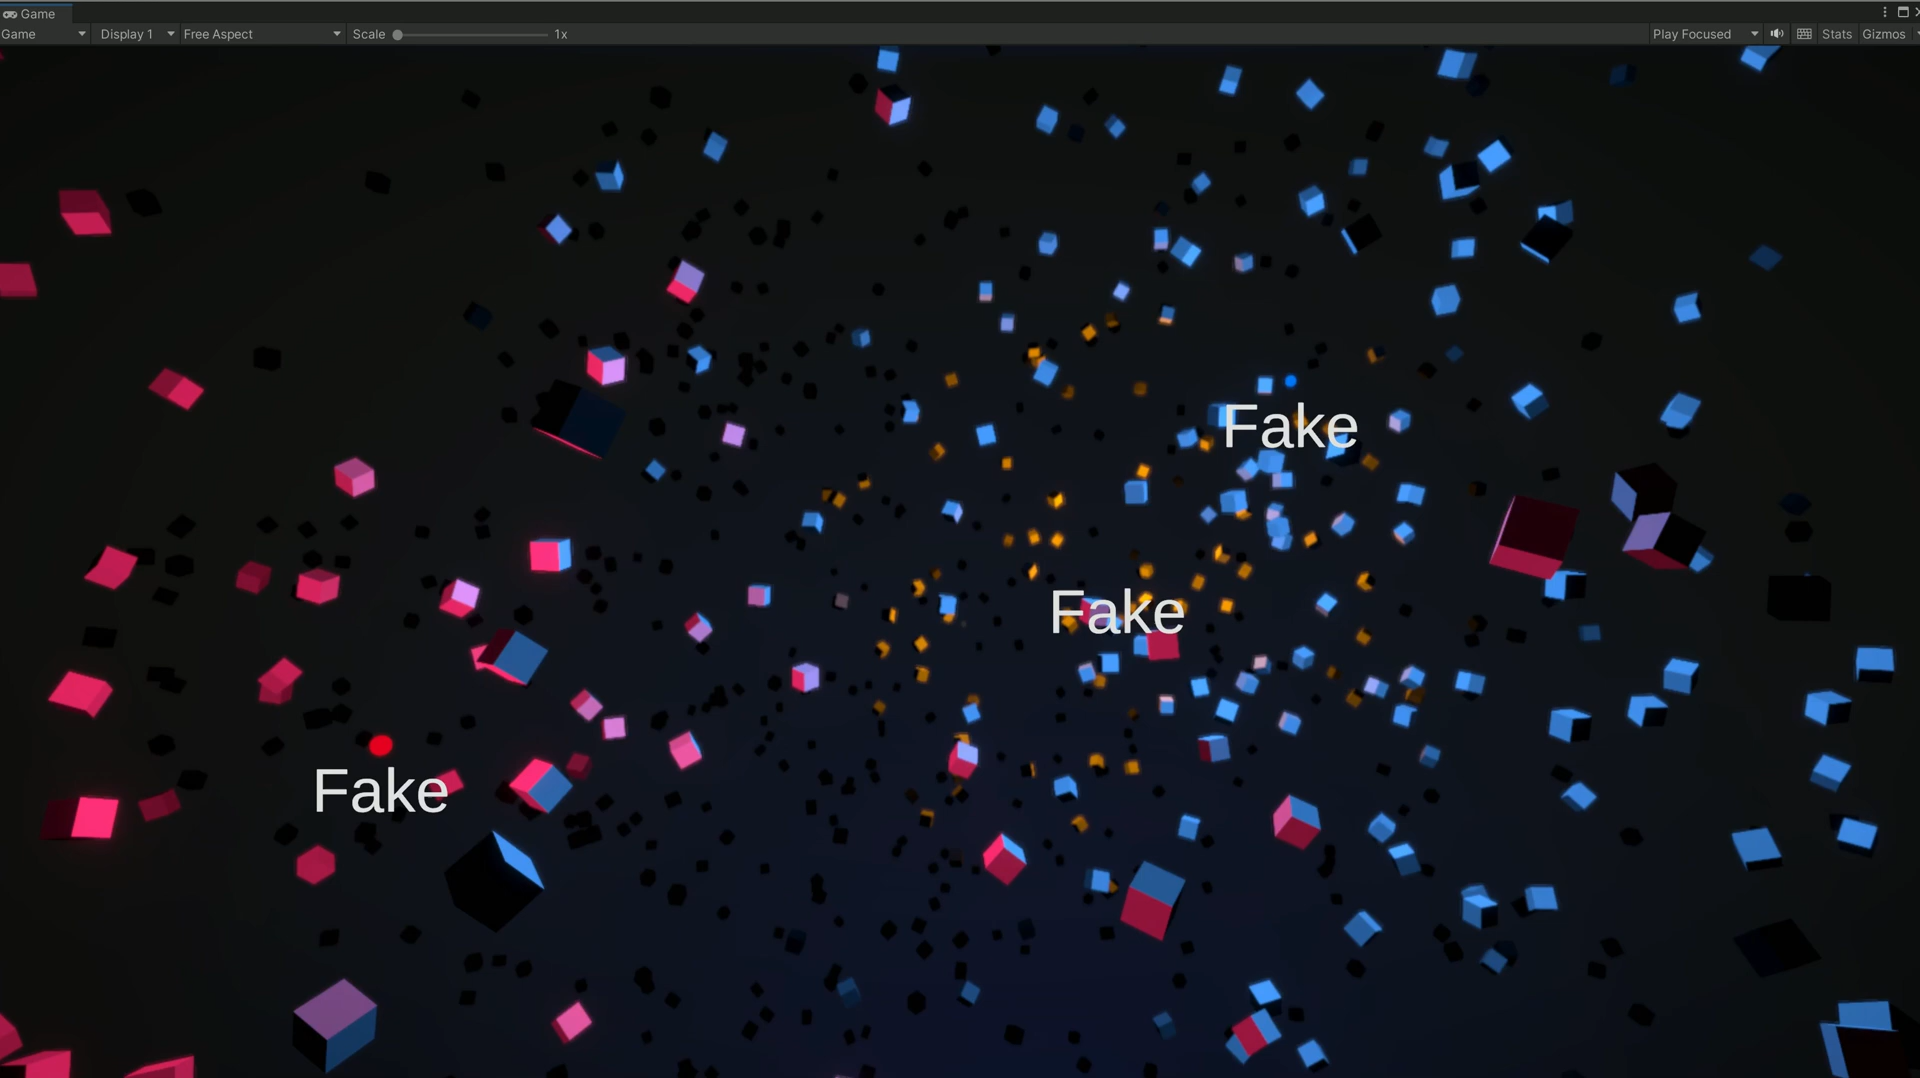 Game
Game Display 1 Free Aspect Scale 1x Play Focused Stats Gizmos
Fake
Fake
Fake